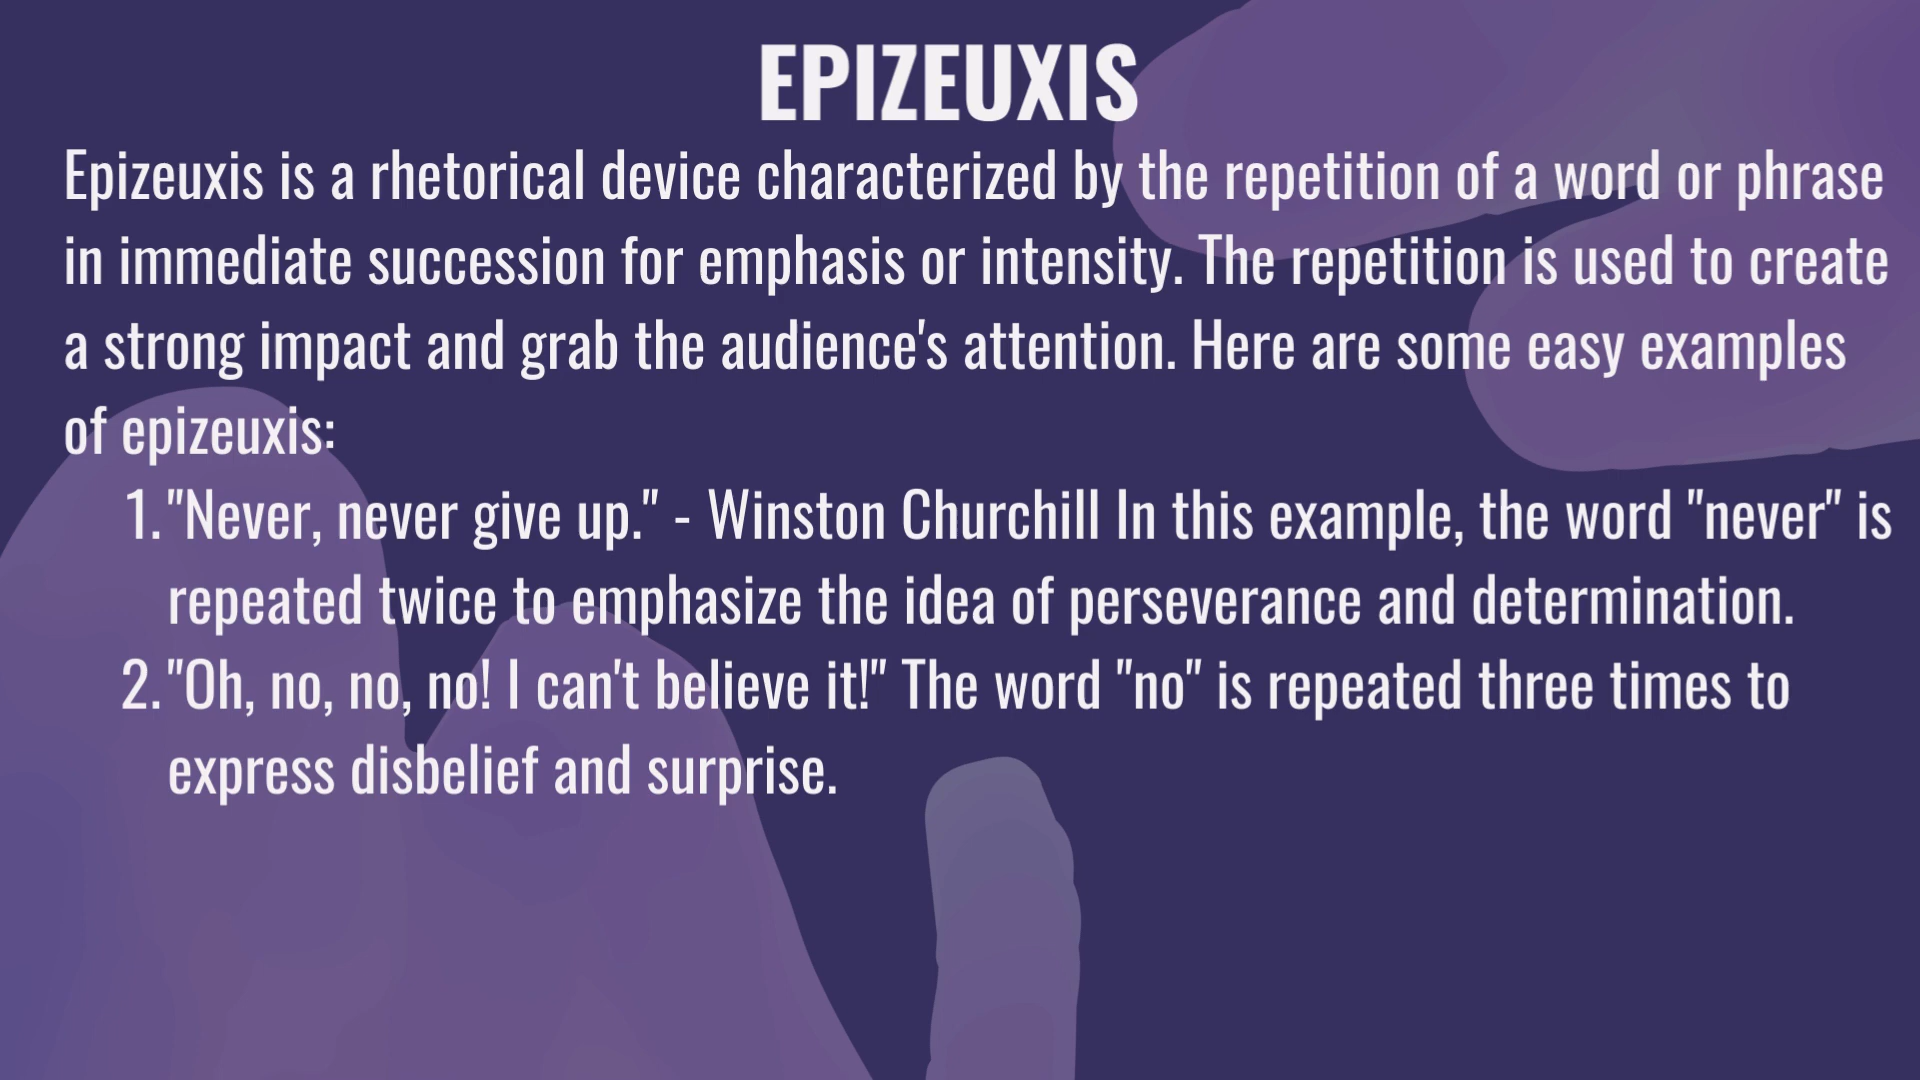 EPIZEUXIS
Epizeuxis is a rhetorical device characterized by the repetition of a word or phrase
in immediate succession for emphasis or intensity. The repetition is used to create
a strong impact and grab the audience's attention. Here are some easy examples
of epizeuxis:
1. "Never, never give up." - Winston Churchill In this example, the word "never" is
repeated twice to emphasize the idea of perseverance and determination.
2. "Oh, no, no, no! I can't believe it!" The word "no" is repeated three times to
express disbelief and surprise.